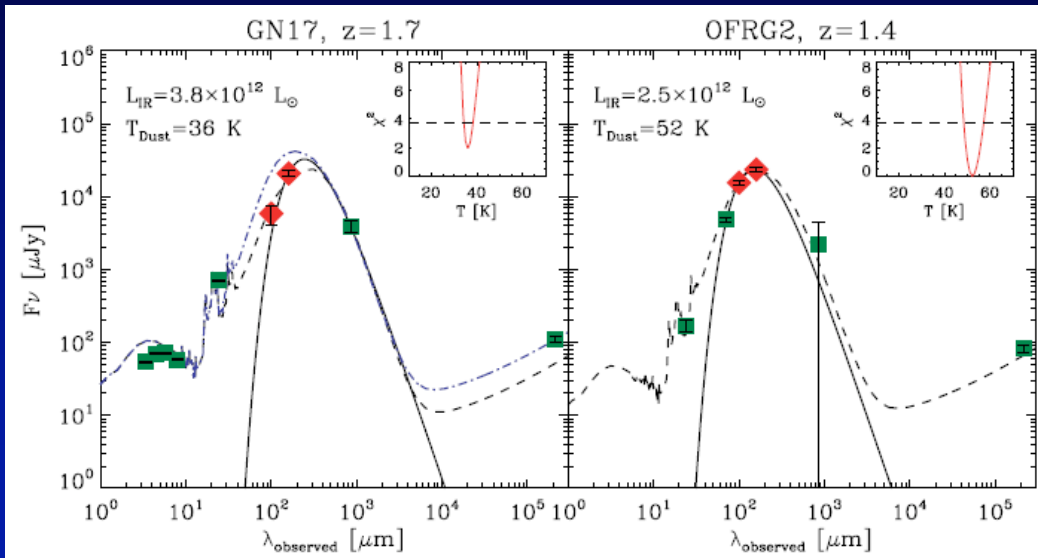 GN17, z=1.7
OFRG2, z=1.4
L_IR=3.8×10^12 L_⊙
T_Dust=36 K
χ²
8
6
4
2
0
20 40 60
T [K]
L_IR=2.5×10^12 L_⊙
T_Dust=52 K
χ²
8
6
4
2
0
20 40 60
T [K]
Fν [μJy]
10^6
10^5
10^4
10^3
10^2
10^1
10^0
10^0 10^1 10^2 10^3 10^4 10^5
10^0 10^1 10^2 10^3 10^4 10^5
λ_observed [μm]
λ_observed [μm]